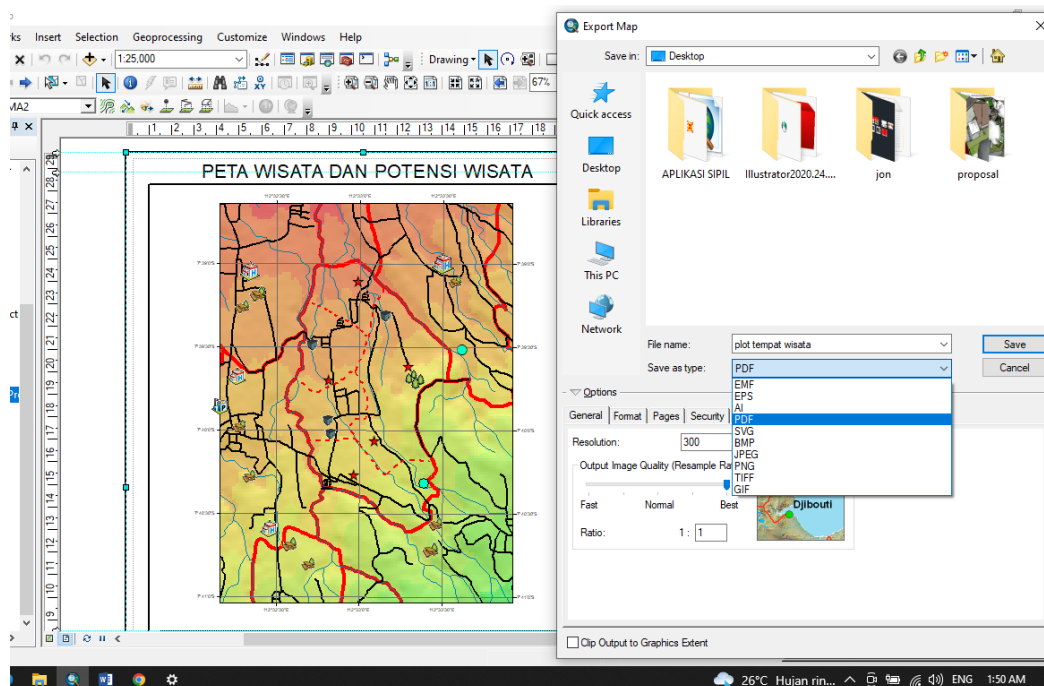 ks Insert Selection Geoprocessing Customize Windows Help
1:25,000
Drawing
67%
MA2
PETA WISATA DAN POTENSI WISATA
Export Map
Save in:
Desktop
Quick access
Desktop
Libraries
This PC
Network
APLIKASI SIPIL
Illustrator2020.24....
jon
proposal
File name:
plot tempat wisata
Save
Save as type:
PDF
Cancel
EMF
EPS
AI
PDF
SVG
BMP
JPEG
PNG
TIFF
GIF
Options
General
Format
Pages
Security
Resolution:
300
Output Image Quality (Resample Ra
Fast
Normal
Best
Ratio:
1 :
1
Djibouti
Clip Output to Graphics Extent
26°C Hujan rin...
ENG
1:50 AM